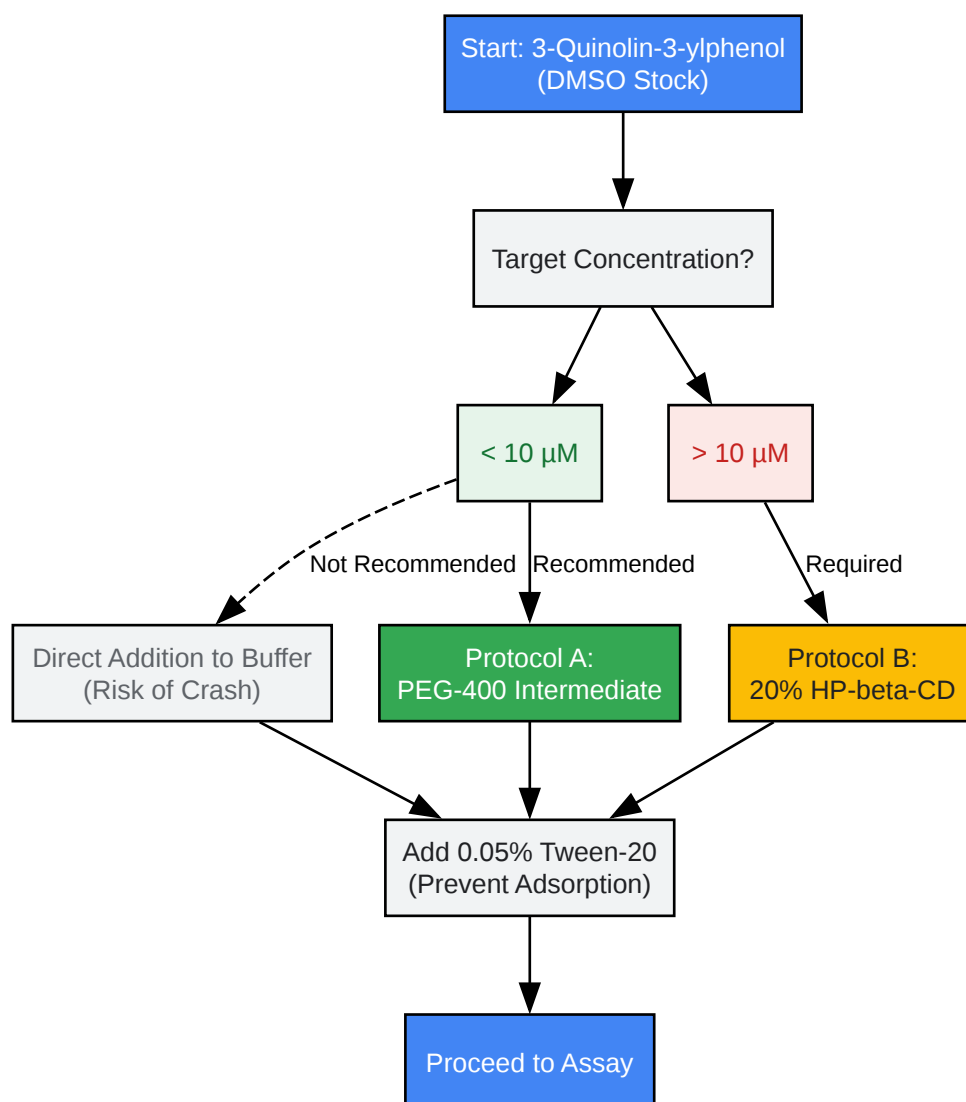 Start: 3-Quinolin-3-ylphenol
(DMSO Stock)
Target Concentration?
< 10 µM
> 10 µM
Not Recommended
Recommended
Required
Direct Addition to Buffer
(Risk of Crash)
Protocol A:
PEG-400 Intermediate
Protocol B:
20% HP-beta-CD
Add 0.05% Tween-20
(Prevent Adsorption)
Proceed to Assay